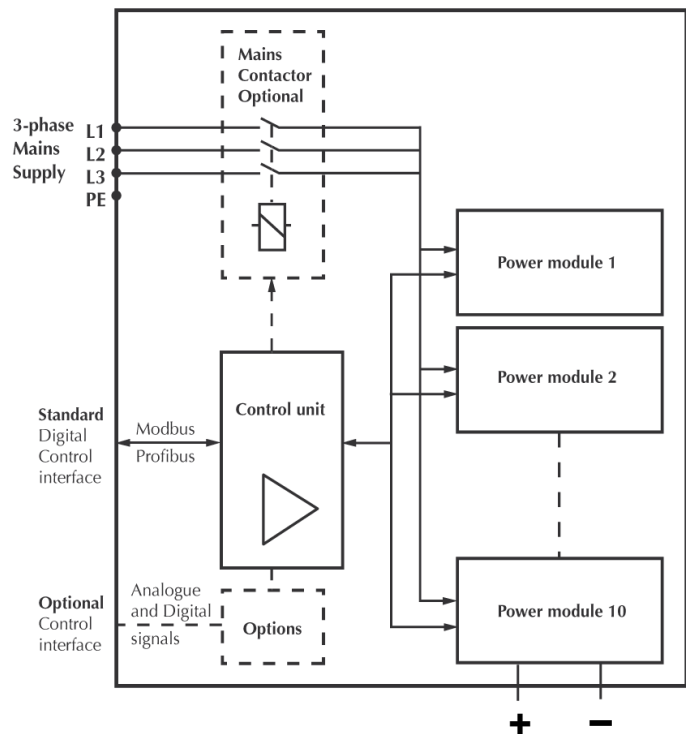 Mains
Contactor
Optional
3-phase
Mains
Supply
L1
L2
L3
PE
Power module 1
Power module 2
Control unit
Standard
Digital
Control
interface
Modbus
Profibus
Optional
Control
interface
Analogue
and Digital
signals
Options
Power module 10
+ −